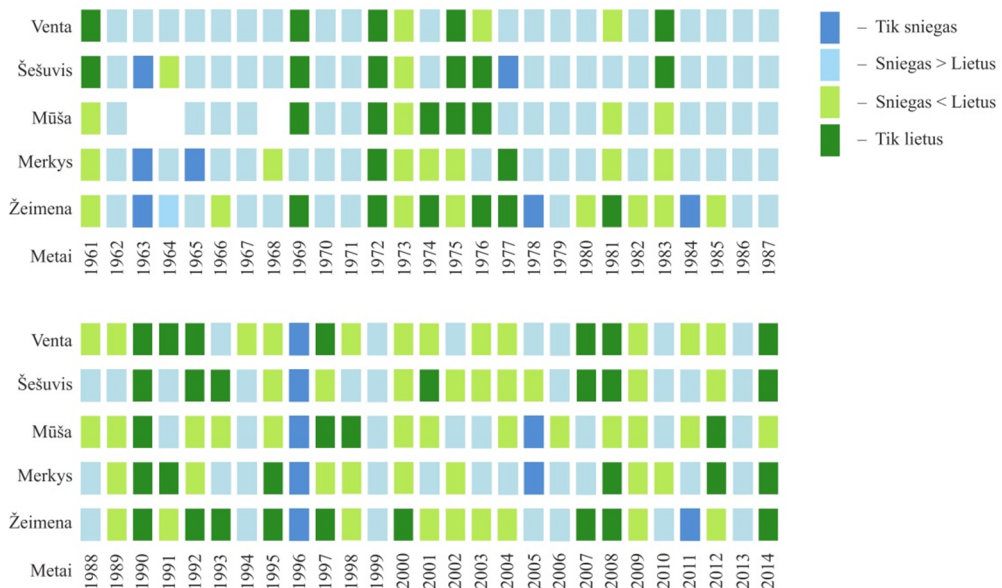 Venta
Šešuvis
Mūša
Merkys
Žeimena
Metai 1961 1962 1963 1964 1965 1966 1967 1968 1969 1970 1971 1972 1973 1974 1975 1976 1977 1978 1979 1980 1981 1982 1983 1984 1985 1986 1987
– Tik sniegas
– Sniegas > Lietus
– Sniegas < Lietus
– Tik lietus
Venta
Šešuvis
Mūša
Merkys
Žeimena
Metai 1988 1989 1990 1991 1992 1993 1994 1995 1996 1997 1998 1999 2000 2001 2002 2003 2004 2005 2006 2007 2008 2009 2010 2011 2012 2013 2014